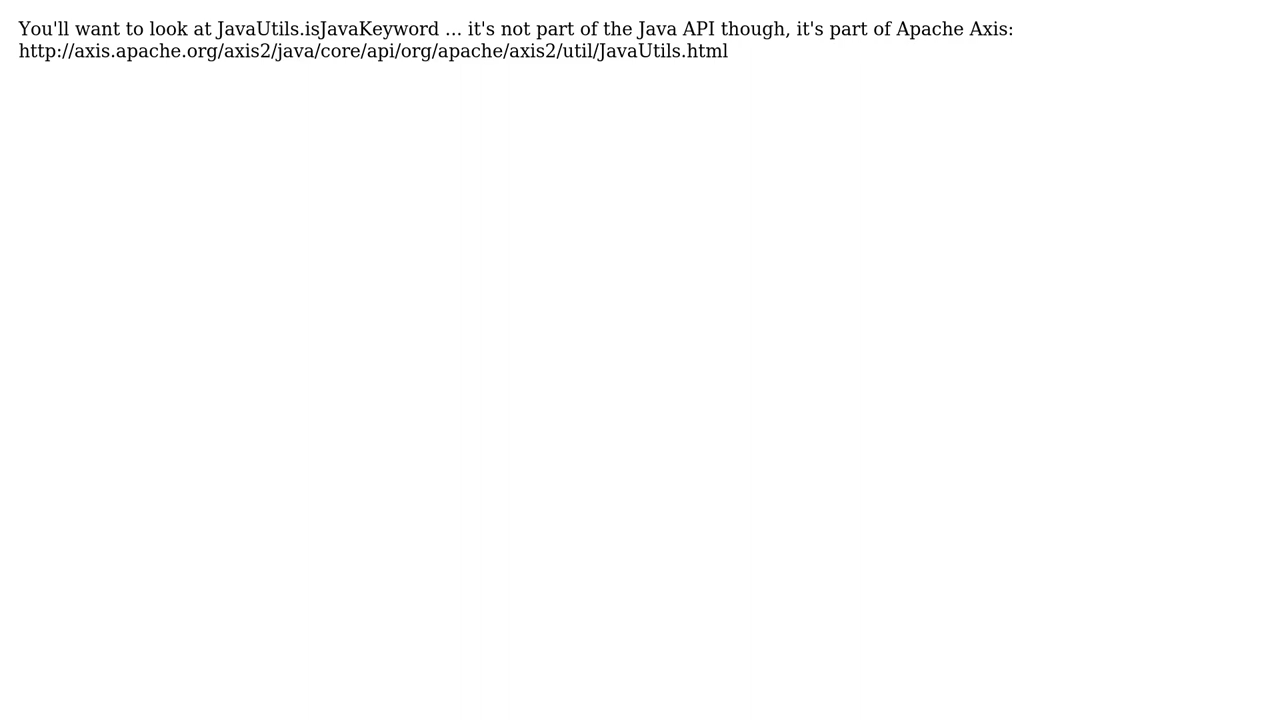 You'll want to look at JavaUtils.isJavaKeyword ... it's not part of the Java API though, it's part of Apache Axis:
http://axis.apache.org/axis2/java/core/api/org/apache/axis2/util/JavaUtils.html